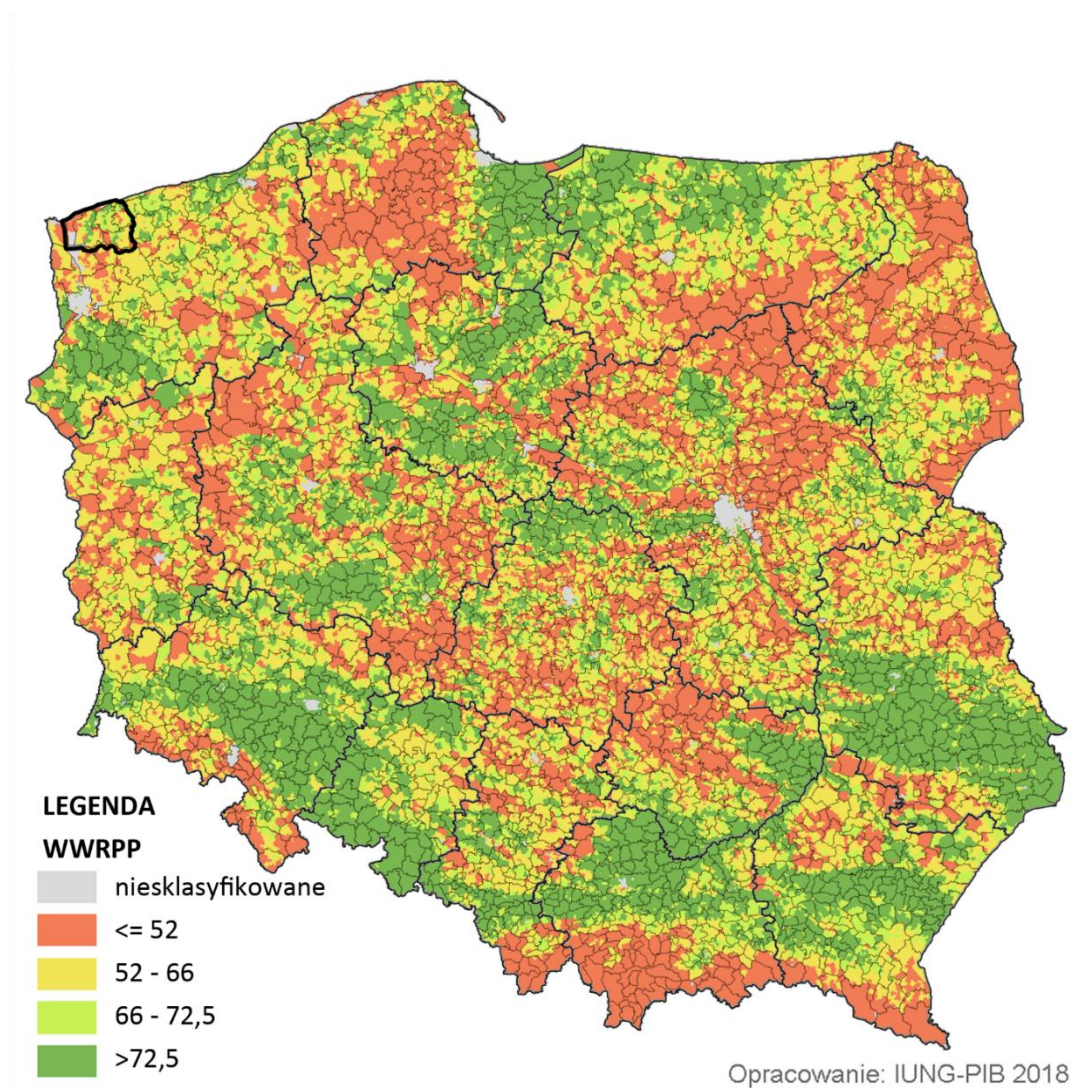 LEGENDA
WWRPP
niesklasyfikowane
<= 52
52 - 66
66 - 72,5
>72,5
Opracowanie: IUNG-PIB 2018